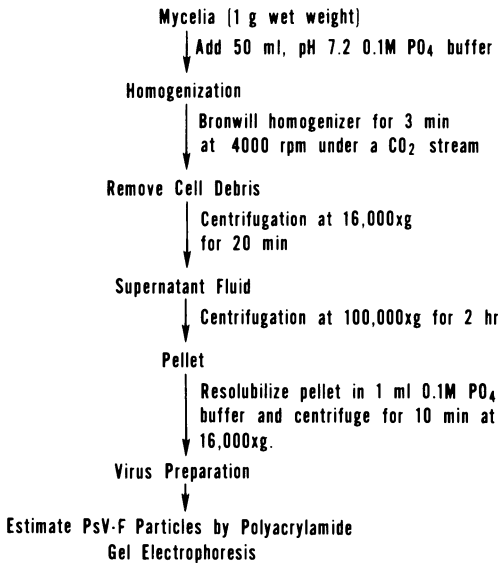 Mycelia (1 g wet weight)
Add 50 ml, pH 7.2 0.1M PO₄ buffer
Homogenization
Bronwill homogenizer for 3 min
at 4000 rpm under a CO₂ stream
Remove Cell Debris
Centrifugation at 16,000xg
for 20 min
Supernatant Fluid
Centrifugation at 100,000xg for 2 hr
Pellet
Resolubilize pellet in 1 ml 0.1M PO₄
buffer and centrifuge for 10 min at
16,000xg.
Virus Preparation
Estimate PsV-F Particles by Polyacrylamide
Gel Electrophoresis